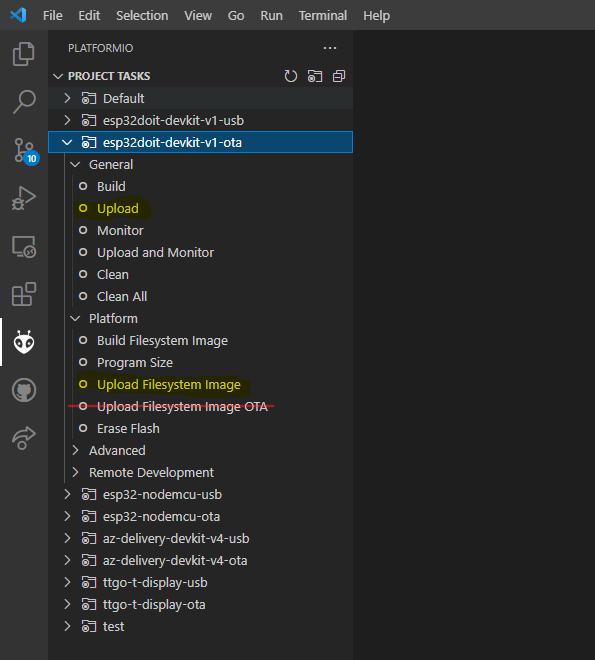 File Edit Selection View Go Run Terminal Help
PLATFORMIO
PROJECT TASKS
Default
esp32doit-devkit-v1-usb
esp32doit-devkit-v1-ota
General
Build
10
Upload
Monitor
Upload and Monitor
Clean
Clean All
Platform
Build Filesystem Image
Program Size
Upload Filesystem Image
Upload Filesystem Image OTA
Erase Flash
Advanced
Remote Development
esp32-nodemcu-usb
esp32-nodemcu-ota
az-delivery-devkit-v4-usb
az-delivery-devkit-v4-ota
ttgo-t-display-usb
ttgo-t-display-ota
test